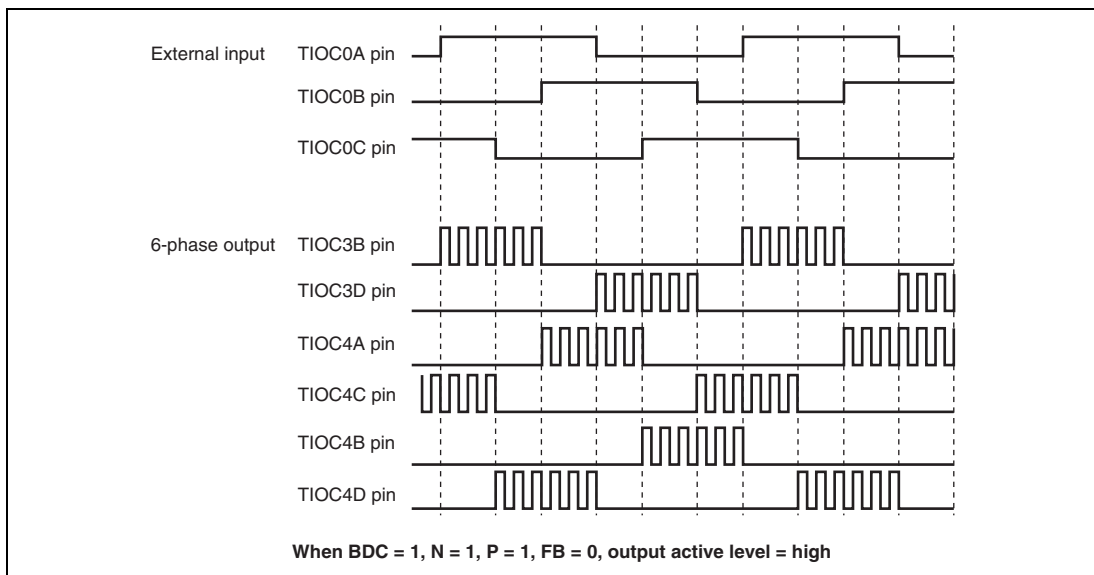 External input TIOC0A pin
TIOC0B pin
TIOC0C pin
6-phase output TIOC3B pin
TIOC3D pin
TIOC4A pin
TIOC4C pin
TIOC4B pin
TIOC4D pin
When BDC = 1, N = 1, P = 1, FB = 0, output active level = high